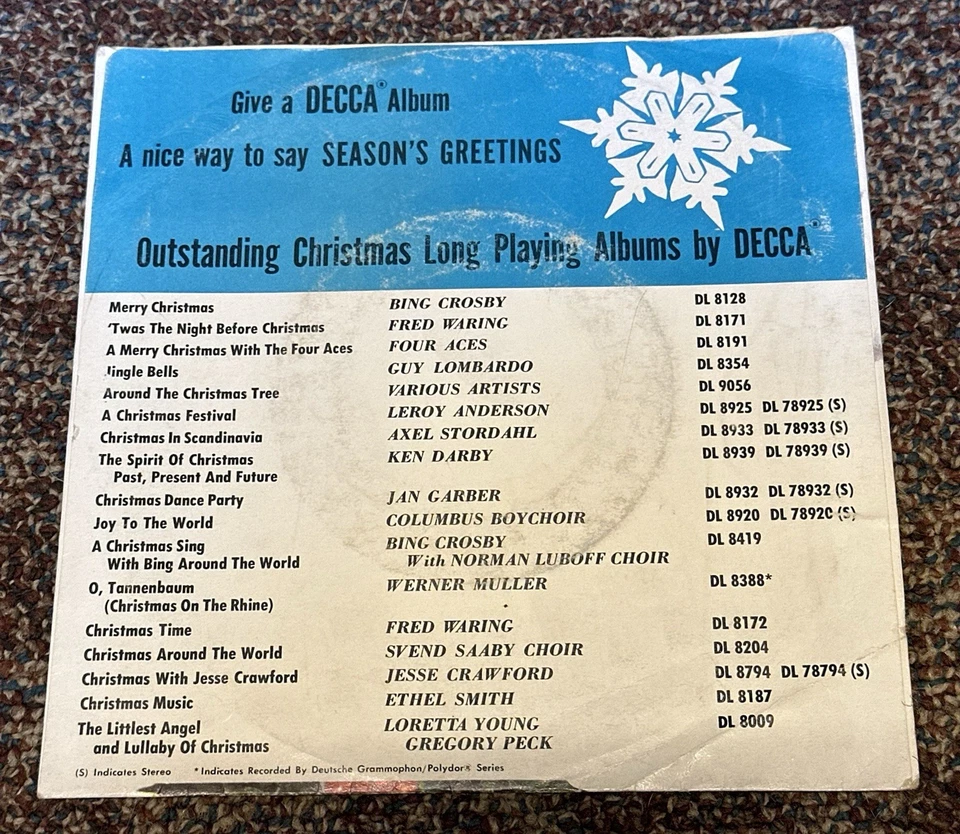 Give a DECCA® Album
A nice way to say SEASON'S GREETINGS
Outstanding Christmas Long Playing Albums by DECCA®
Merry Christmas BING CROSBY DL 8128
'Twas The Night Before Christmas FRED WARING DL 8171
A Merry Christmas With The Four Aces FOUR ACES DL 8191
Jingle Bells GUY LOMBARDO DL 8354
Around The Christmas Tree VARIOUS ARTISTS DL 9056
A Christmas Festival LEROY ANDERSON DL 8925 DL 78925 (S)
Christmas In Scandinavia AXEL STORDAHL DL 8933 DL 78933 (S)
The Spirit Of Christmas KEN DARBY DL 8939 DL 78939 (S)
Past, Present And Future
Christmas Dance Party JAN GARBER DL 8932 DL 78932 (S)
Joy To The World COLUMBUS BOYCHOIR DL 8920 DL 78920 (S)
A Christmas Sing BING CROSBY DL 8419
With Bing Around The World With NORMAN LUBOFF CHOIR
O, Tannenbaum WERNER MULLER DL 8388*
(Christmas On The Rhine)
Christmas Time FRED WARING DL 8172
Christmas Around The World SVEND SAABY CHOIR DL 8204
Christmas With Jesse Crawford JESSE CRAWFORD DL 8794 DL 78794 (S)
Christmas Music ETHEL SMITH DL 8187
The Littlest Angel LORETTA YOUNG DL 8009
and Lullaby Of Christmas GREGORY PECK
(S) Indicates Stereo *Indicates Recorded By Deutsche Grammophon/Polydor® Series